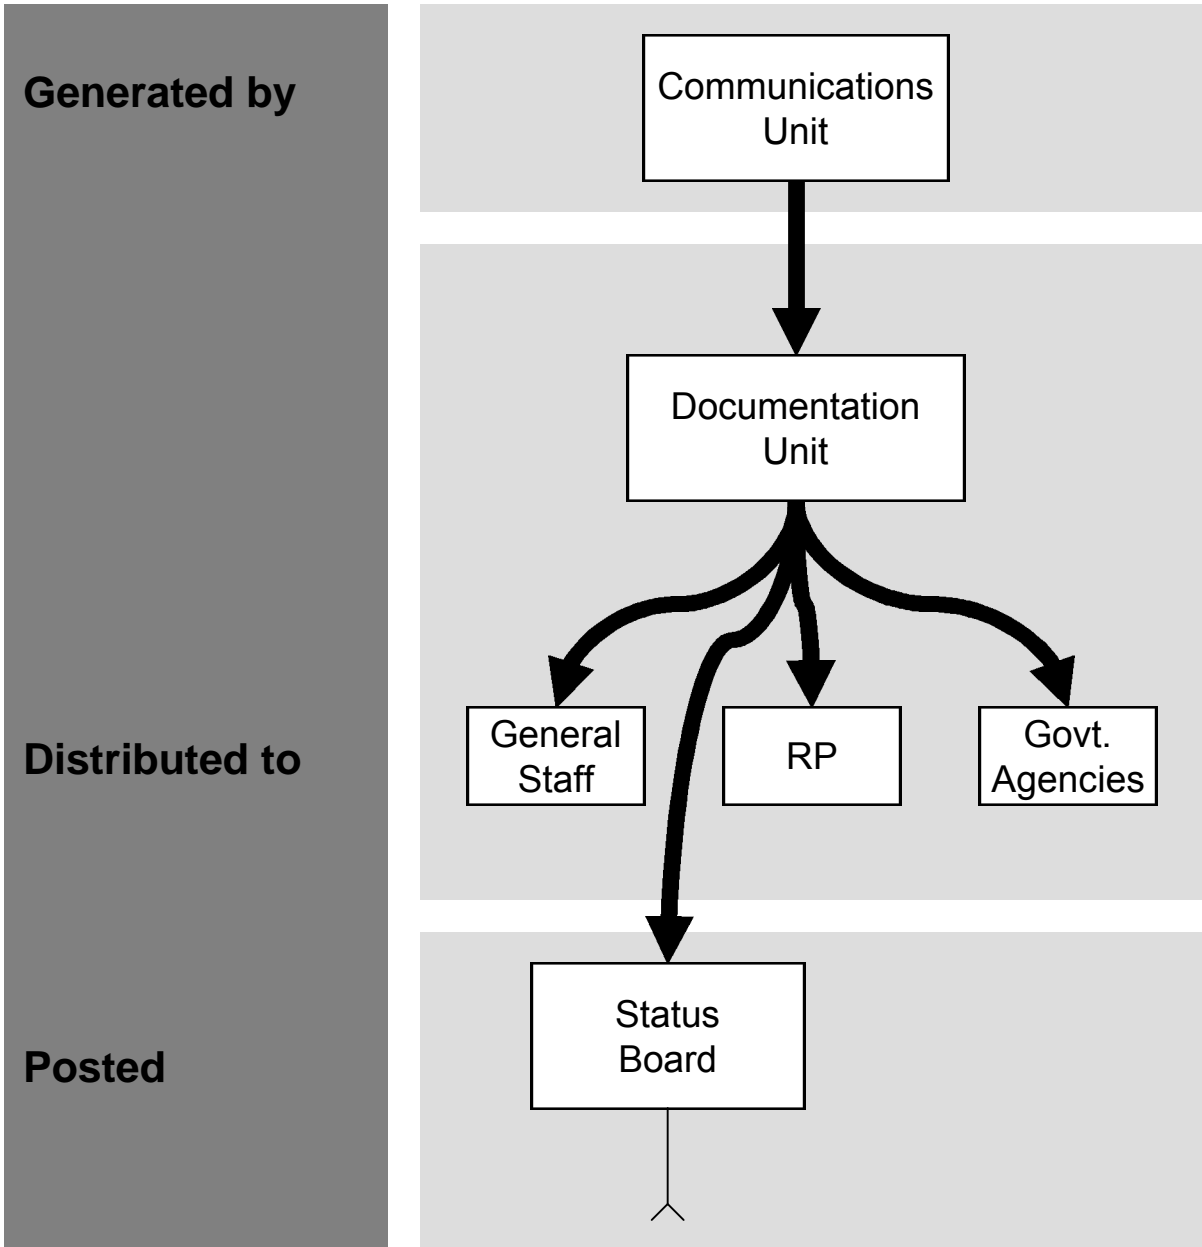 Generated by
Communications
Unit
Documentation
Unit
Distributed to
General
Staff
RP
Govt.
Agencies
Posted
Status
Board